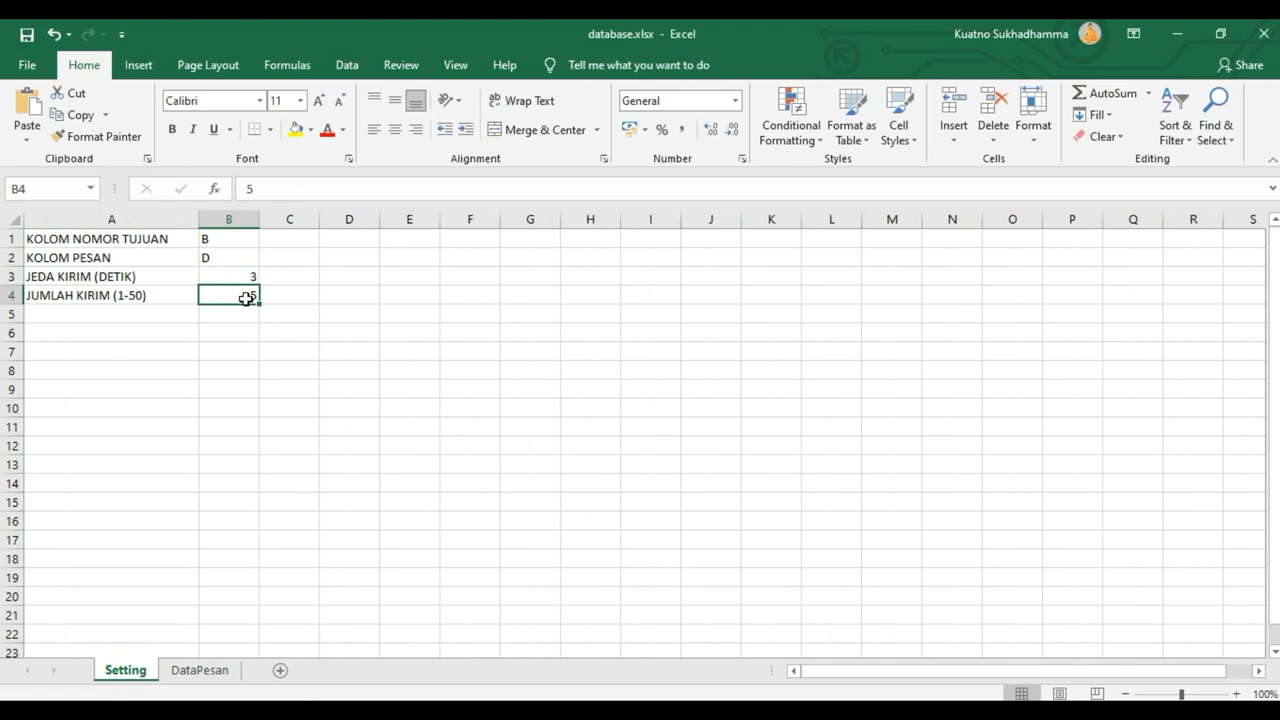 database.xlsx - Excel
Kuatno Sukhadhamma
File Home Insert Page Layout Formulas Data Review View Help Tell me what you want to do Share
Paste Cut Copy Format Painter Clipboard
Calibri 11 B I U Font
Wrap Text Merge & Center Alignment
General % , Number
Conditional Formatting Format as Table Cell Styles Styles
Insert Delete Format Cells
AutoSum Fill Clear Sort & Filter Find & Select Editing
B4 fx 5
A B C D E F G H I J K L M N O P Q R S
1 KOLOM NOMOR TUJUAN B
2 KOLOM PESAN D
3 JEDA KIRIM (DETIK) 3
4 JUMLAH KIRIM (1-50) 5
5
6
7
8
9
10
11
12
13
14
15
16
17
18
19
20
21
22
23
Setting DataPesan
100%